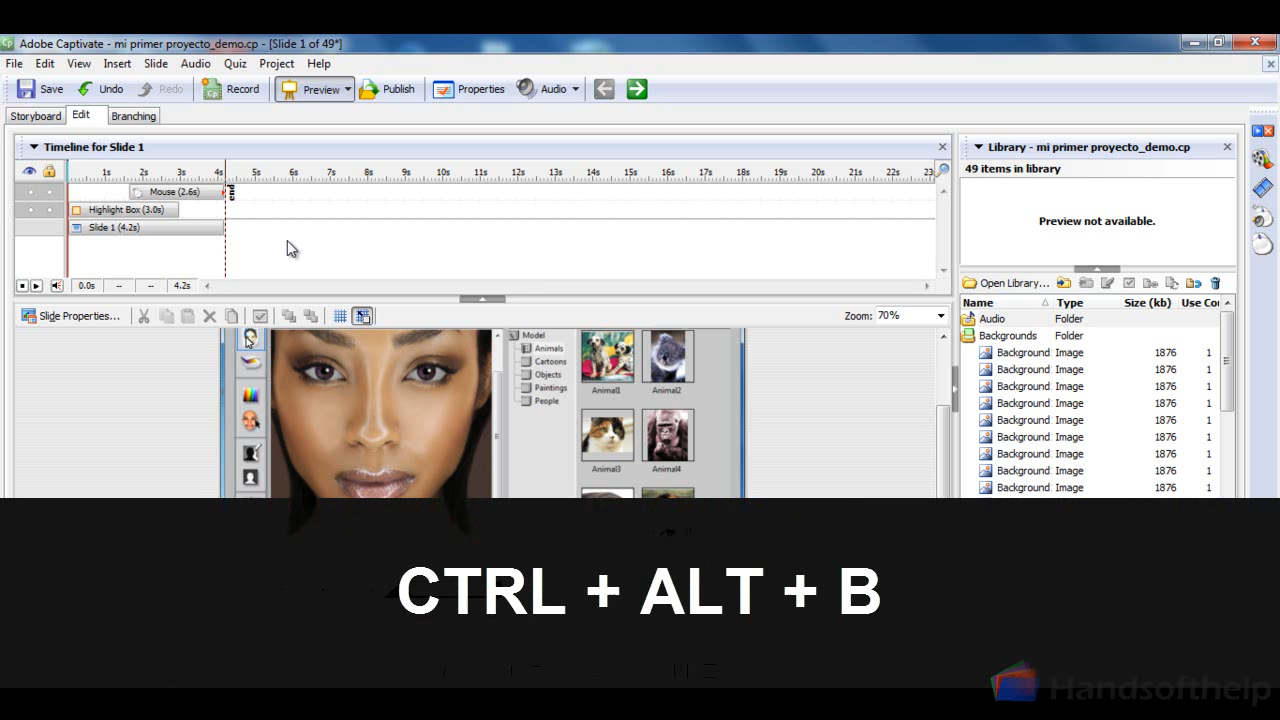 Adobe Captivate - mi primer proyecto_demo.cp - [Slide 1 of 49*]
File Edit View Insert Slide Audio Quiz Project Help
Save Undo Redo Record Preview Publish Properties Audio
Storyboard Edit Branching
Timeline for Slide 1
1s 2s 3s 4s 5s 6s 7s 8s 9s 10s 11s 12s 13s 14s 15s 16s 17s 18s 19s 20s 21s 22s 23
Mouse (2.6s)
end
Highlight Box (3.0s)
Slide 1 (4.2s)
0.0s -- -- 4.2s
Library - mi primer proyecto_demo.cp
49 items in library
Preview not available.
Open Library...
Name Type Size (kb) Use Co
Audio Folder
Backgrounds Folder
Background Image 1876 1
Background Image 1876 1
Background Image 1876 1
Background Image 1876 1
Background Image 1876 1
Background Image 1876 1
Background Image 1876 1
Background Image 1876 1
Background Image 1876 1
Slide Properties...
Zoom: 70%
Model
Animals
Cartoons
Objects
Paintings
People
Animal1 Animal2
Animal3 Animal4
CTRL + ALT + B
Handsofthelp